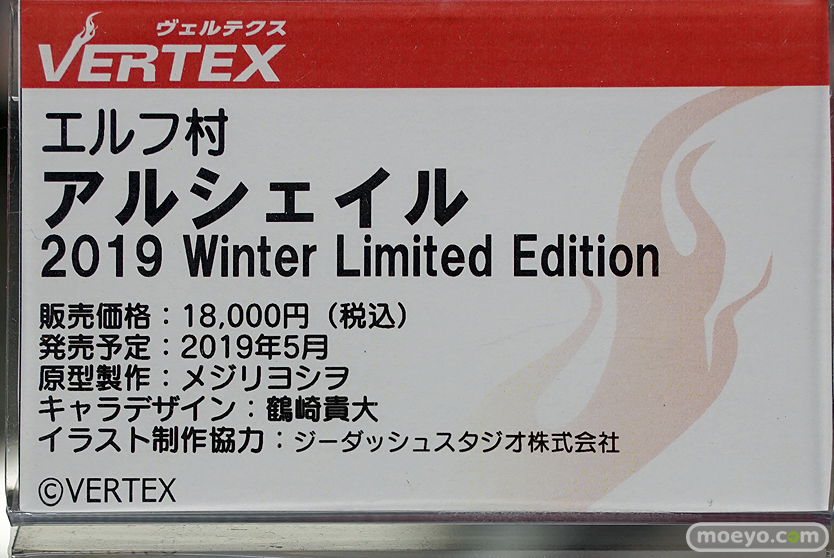 ヴェルテクス
VERTEX
エルフ村
アルシェイル
2019 Winter Limited Edition
販売価格：18,000円（税込）
発売予定：2019年5月
原型製作：メジリヨシヲ
キャラデザイン：鶴崎貴大
イラスト制作協力：ジーダッシュスタジオ株式会社
©VERTEX
moeyo.com